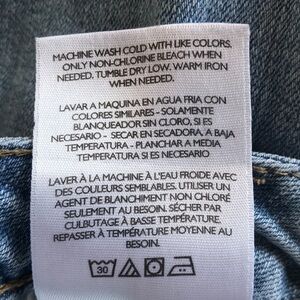 MACHINE WASH COLD WITH LIKE COLORS.
ONLY NON-CHLORINE BLEACH WHEN
NEEDED. TUMBLE DRY LOW. WARM IRON
WHEN NEEDED.
LAVAR A MAQUINA EN AGUA FRIA CON
COLORES SIMILARES - SOLAMENTE
BLANQUEADOR SIN CLORO, SI ES
NECESARIO - SECAR EN SECADORA, A BAJA
TEMPERATURA - PLANCHAR A MEDIA
TEMPERATURA SI ES NECESARIO
LAVER À LA MACHINE À L'EAU FROIDE AVEC
DES COULEURS SEMBLABLES. UTILISER UN
AGENT DE BLANCHIMENT NON CHLORÉ
SEULEMENT AU BESOIN. SÉCHER PAR
CULBUTAGE À BASSE TEMPÉRATURE.
REPASSER À TEMPÉRATURE MOYENNE AU
BESOIN.
30